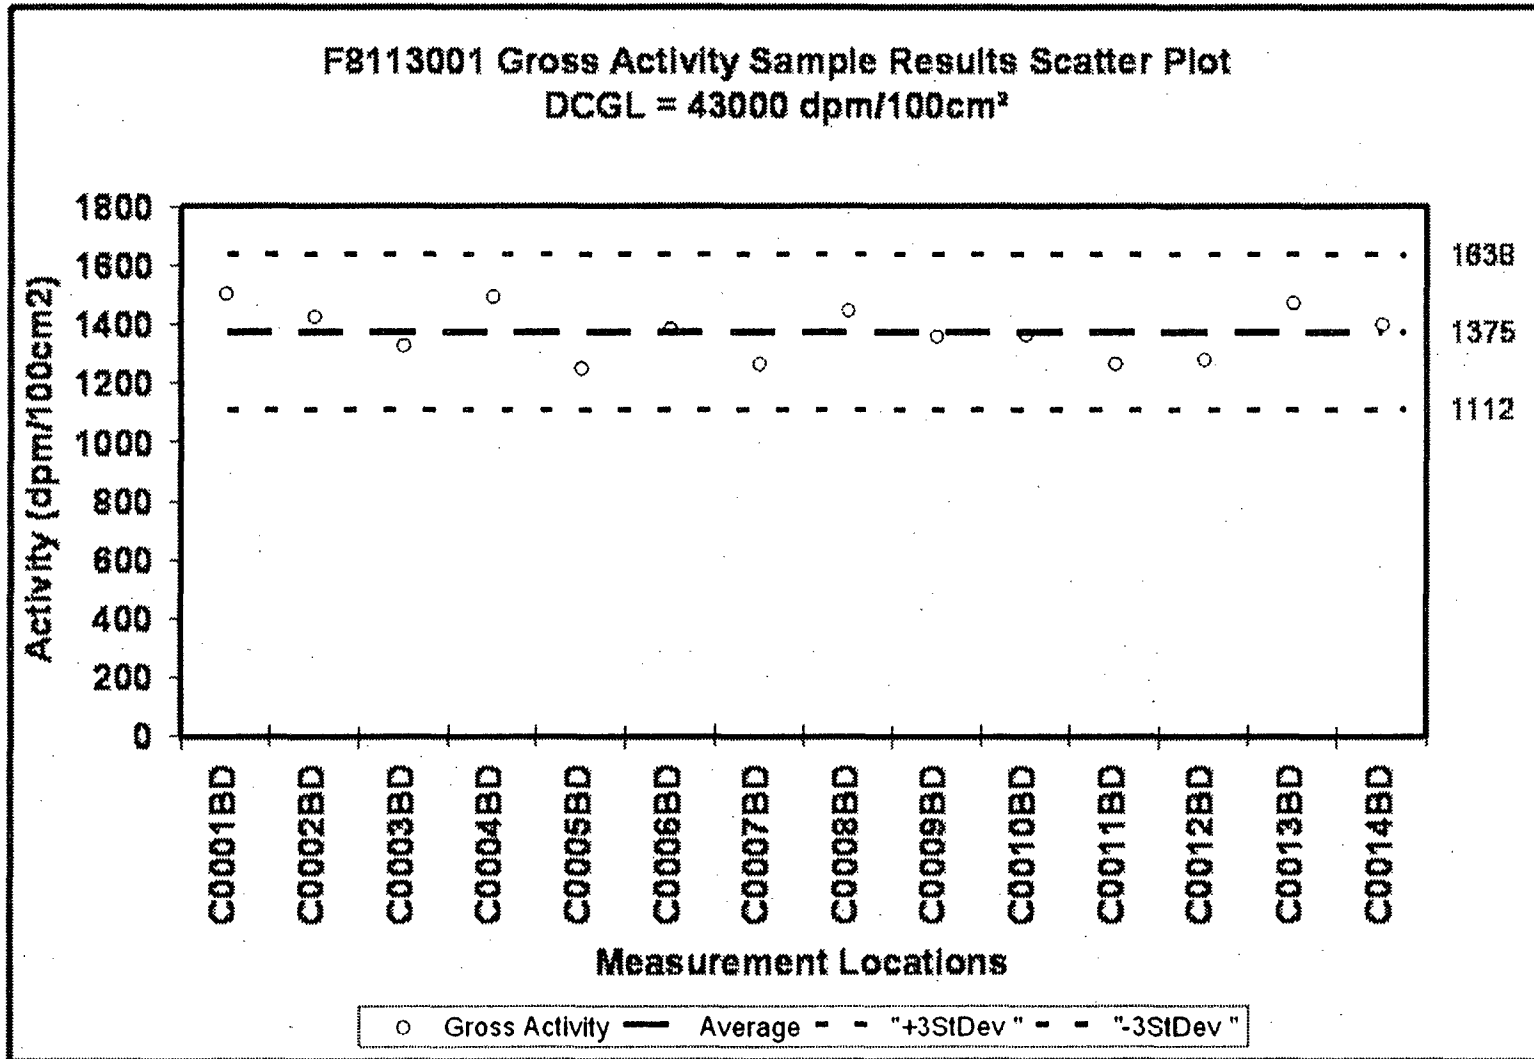 F8113001 Gross Activity Sample Results Scatter Plot
DCGL = 43000 dpm/100cm²
Activity (dpm/100cm2)
1800
1600
1400
1200
1000
800
600
400
200
0
1638
1375
1112
C0001BD
C0002BD
C0003BD
C0004BD
C0005BD
C0006BD
C0007BD
C0008BD
C0009BD
C0010BD
C0011BD
C0012BD
C0013BD
C0014BD
Measurement Locations
Gross Activity Average "+3StDev " "-3StDev "